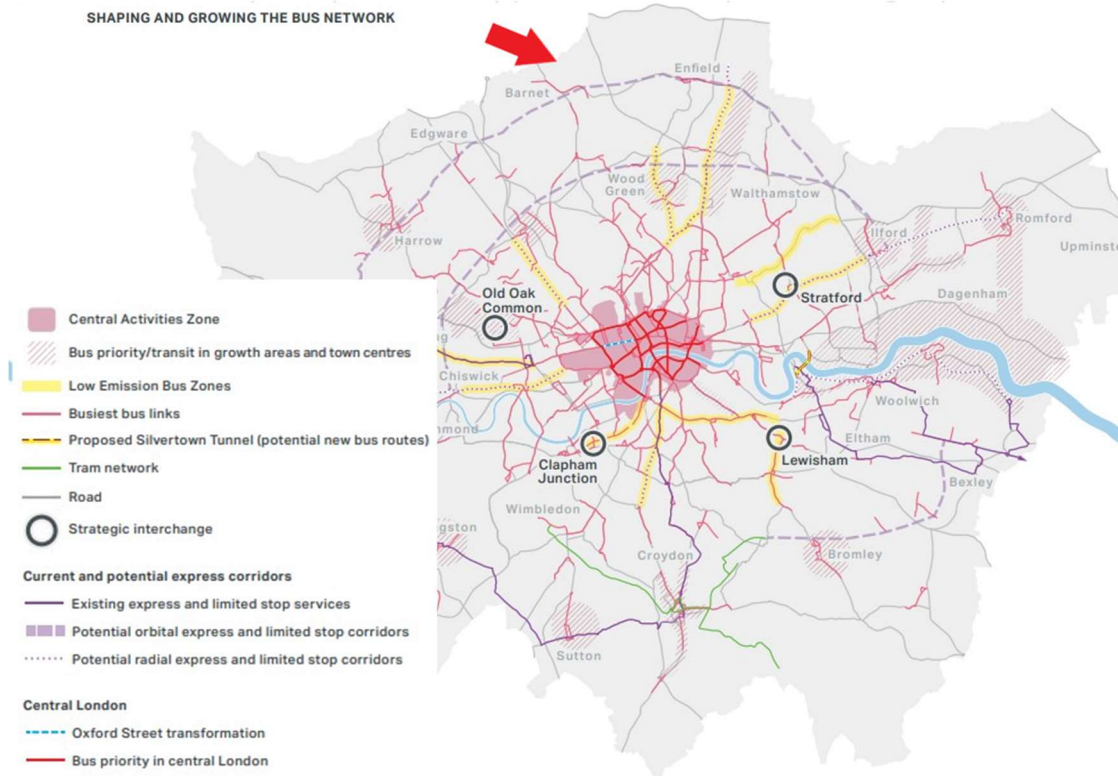 SHAPING AND GROWING THE BUS NETWORK
Enfield
Barnet
Edgware
Wood
Green
Walthamstow
Harrow
Ilford
Romford
Upminst
Old Oak
Common
Stratford
Dagenham
Chiswick
Woolwich
mmond
Eltham
Clapham
Junction
Lewisham
Bexley
Wimbledon
gston
Croydon
Bromley
Sutton
Central Activities Zone
Bus priority/transit in growth areas and town centres
Low Emission Bus Zones
Busiest bus links
Proposed Silvertown Tunnel (potential new bus routes)
Tram network
Road
Strategic interchange
Current and potential express corridors
Existing express and limited stop services
Potential orbital express and limited stop corridors
Potential radial express and limited stop corridors
Central London
Oxford Street transformation
Bus priority in central London